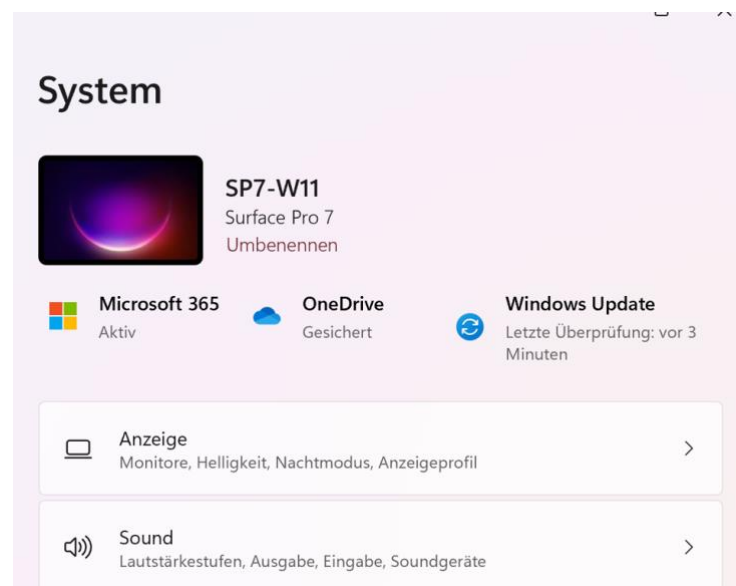 System
SP7-W11
Surface Pro 7
Umbenennen
Microsoft 365
Aktiv
OneDrive
Gesichert
Windows Update
Letzte Überprüfung: vor 3
Minuten
Anzeige
Monitore, Helligkeit, Nachtmodus, Anzeigeprofil
Sound
Lautstärkestufen, Ausgabe, Eingabe, Soundgeräte